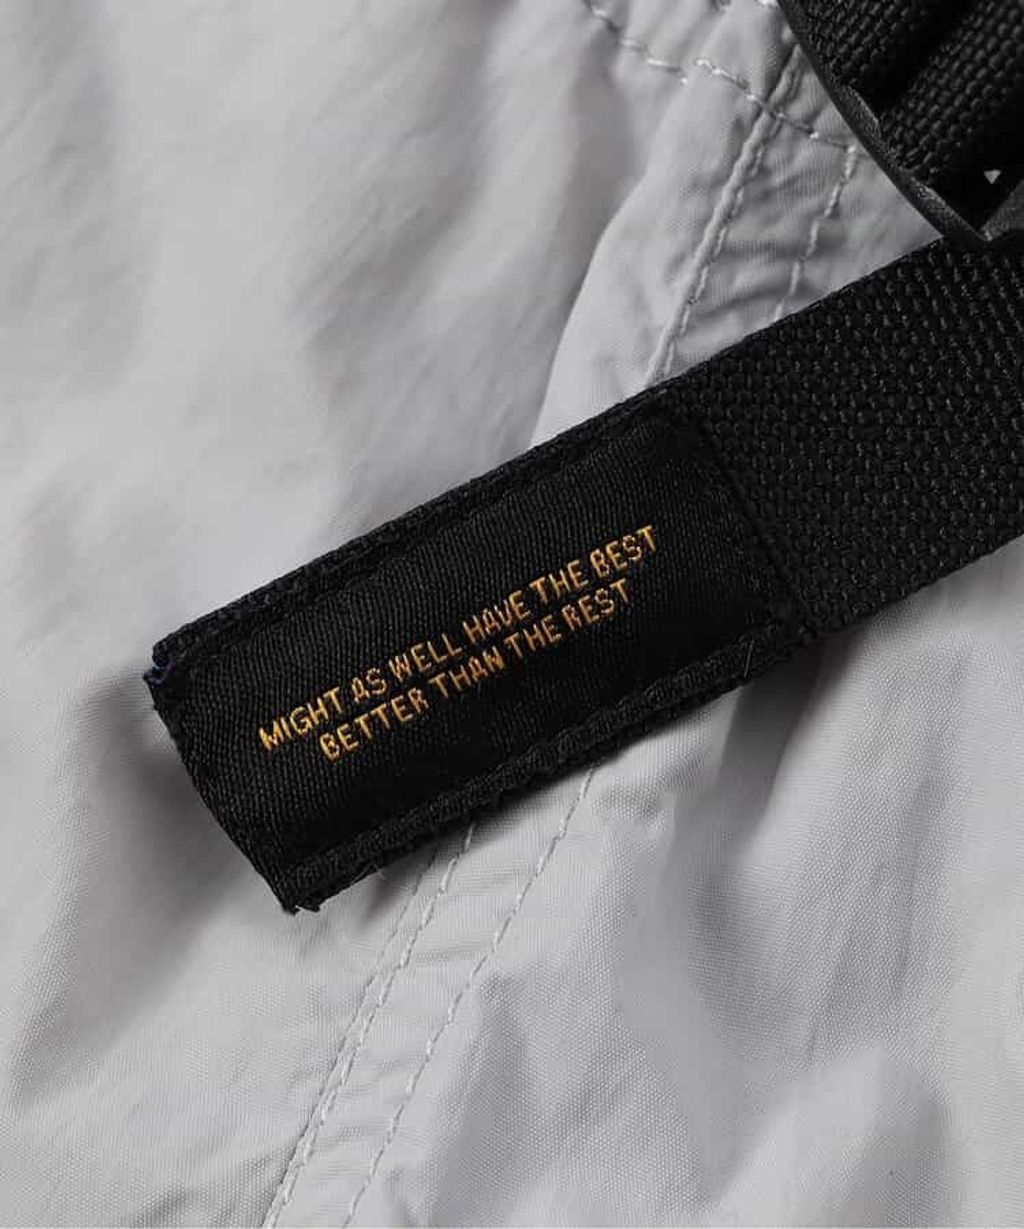 MIGHT AS WELL HAVE THE BEST
BETTER THAN THE REST